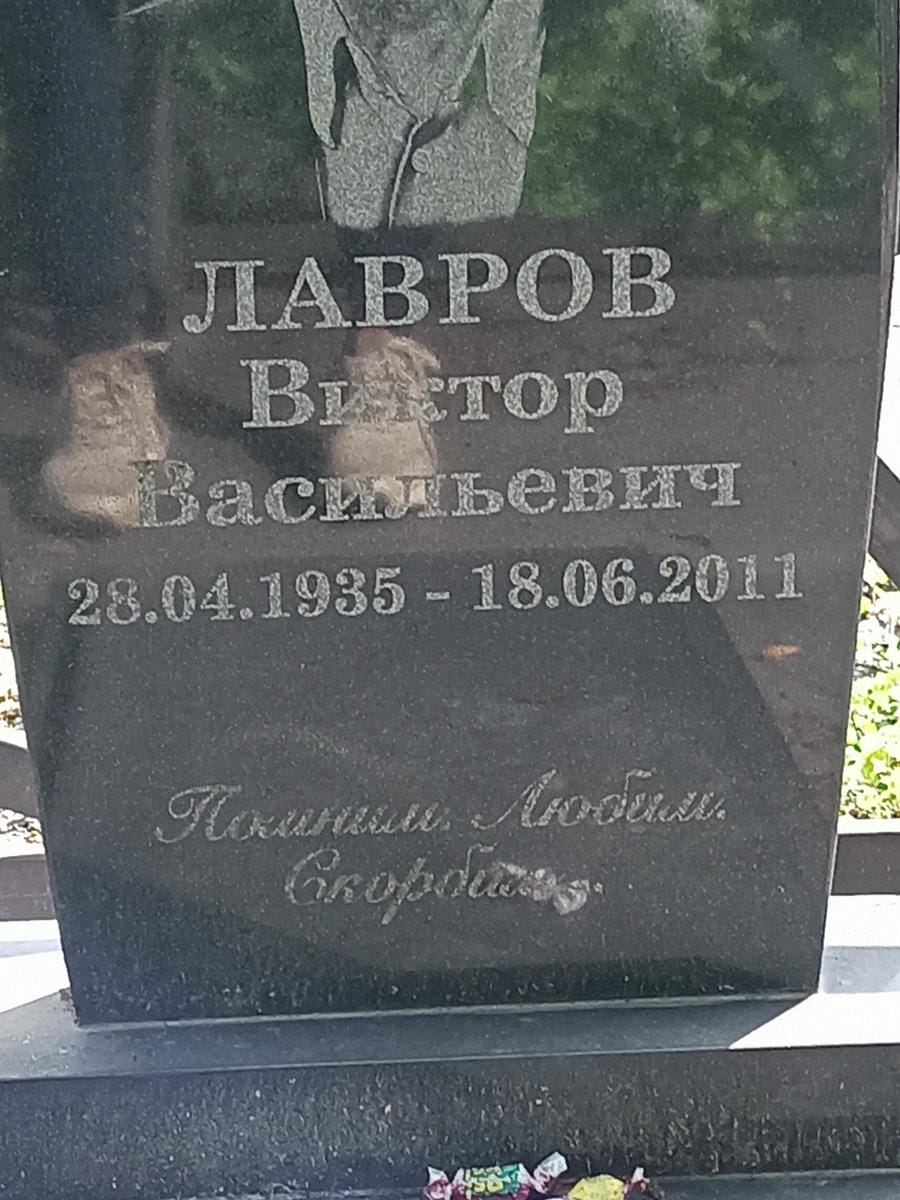 ЛАВРОВ
Виктор
Васильевич
28.04.1935 - 18.06.2011
Помним. Любим.
Скорбим.